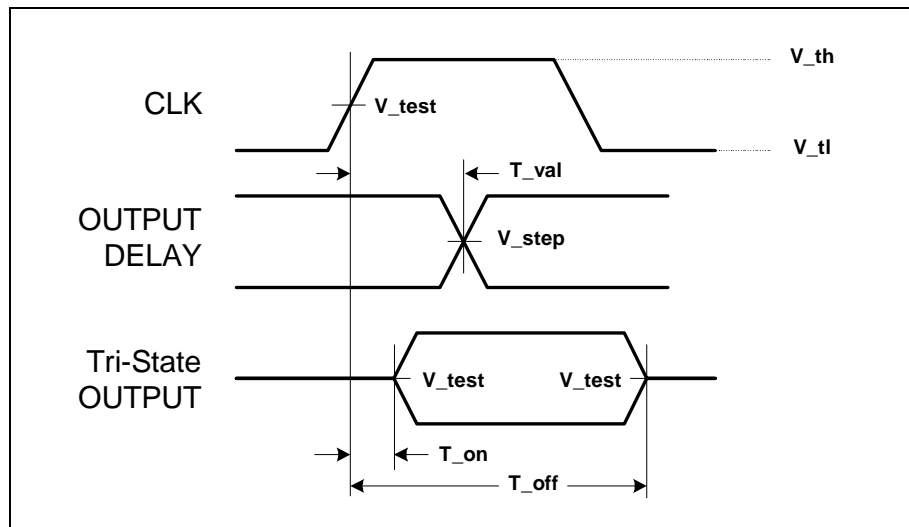 V_th
CLK
V_test
V_tl
T_val
OUTPUT
DELAY
V_step
Tri-State
OUTPUT
V_test
V_test
T_on
T_off